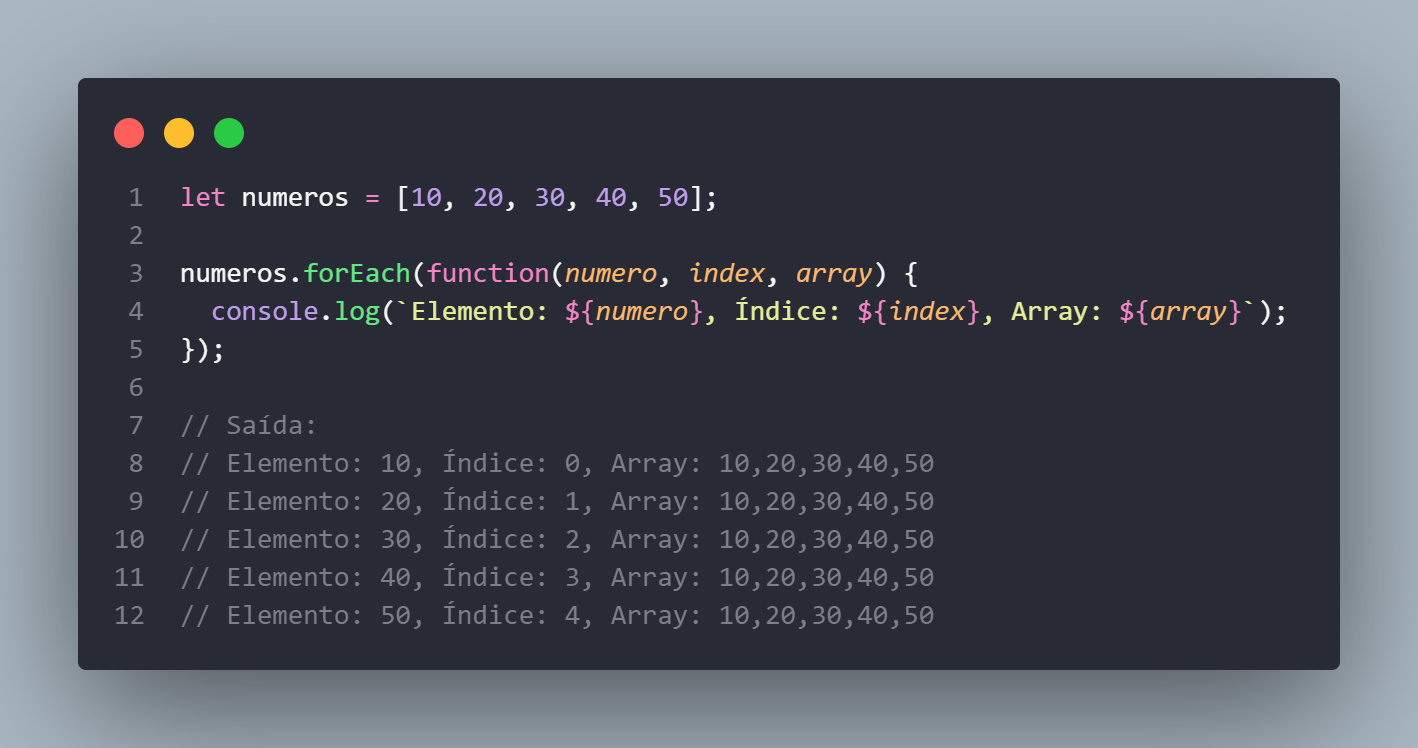 1 let numeros = [10, 20, 30, 40, 50];
2
3 numeros.forEach(function(numero, index, array) {
4   console.log(`Elemento: ${numero}, Índice: ${index}, Array: ${array}`);
5 });
6
7 // Saída:
8 // Elemento: 10, Índice: 0, Array: 10,20,30,40,50
9 // Elemento: 20, Índice: 1, Array: 10,20,30,40,50
10 // Elemento: 30, Índice: 2, Array: 10,20,30,40,50
11 // Elemento: 40, Índice: 3, Array: 10,20,30,40,50
12 // Elemento: 50, Índice: 4, Array: 10,20,30,40,50